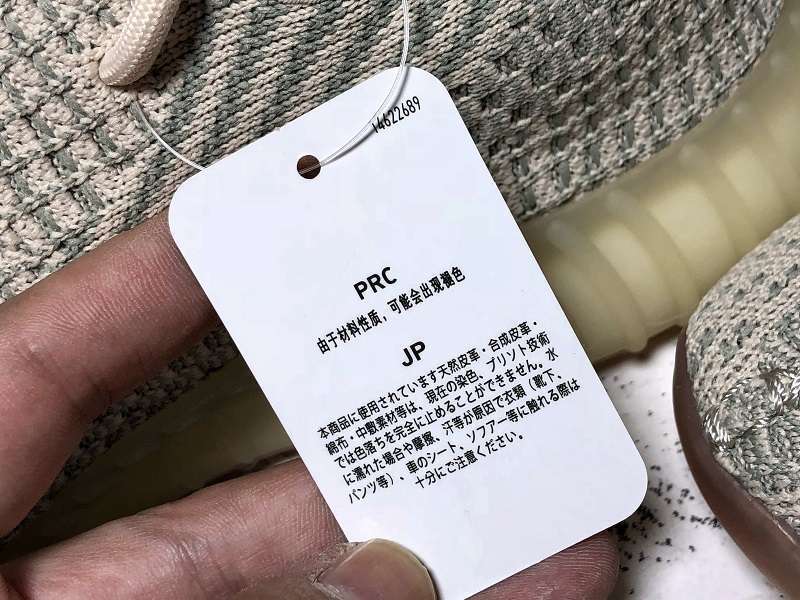 14622689
PRC
由于材料性质，可能会出现褪色
JP
本商品に使用されています天然皮革・合成皮革・
綿布・中敷素材等は、現在の染色、プリント技術
では色落ちを完全に止めることができません。水
に濡れた場合や摩擦、汗等が原因で衣類（靴下、
パンツ等）、車のシート、ソファー等に触れる際は
十分にご注意ください。